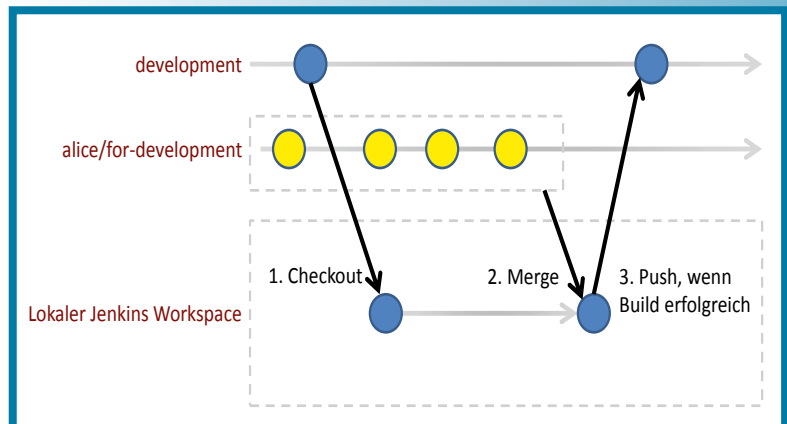 development
alice/for-development
1. Checkout
2. Merge
3. Push, wenn
Build erfolgreich
Lokaler Jenkins Workspace